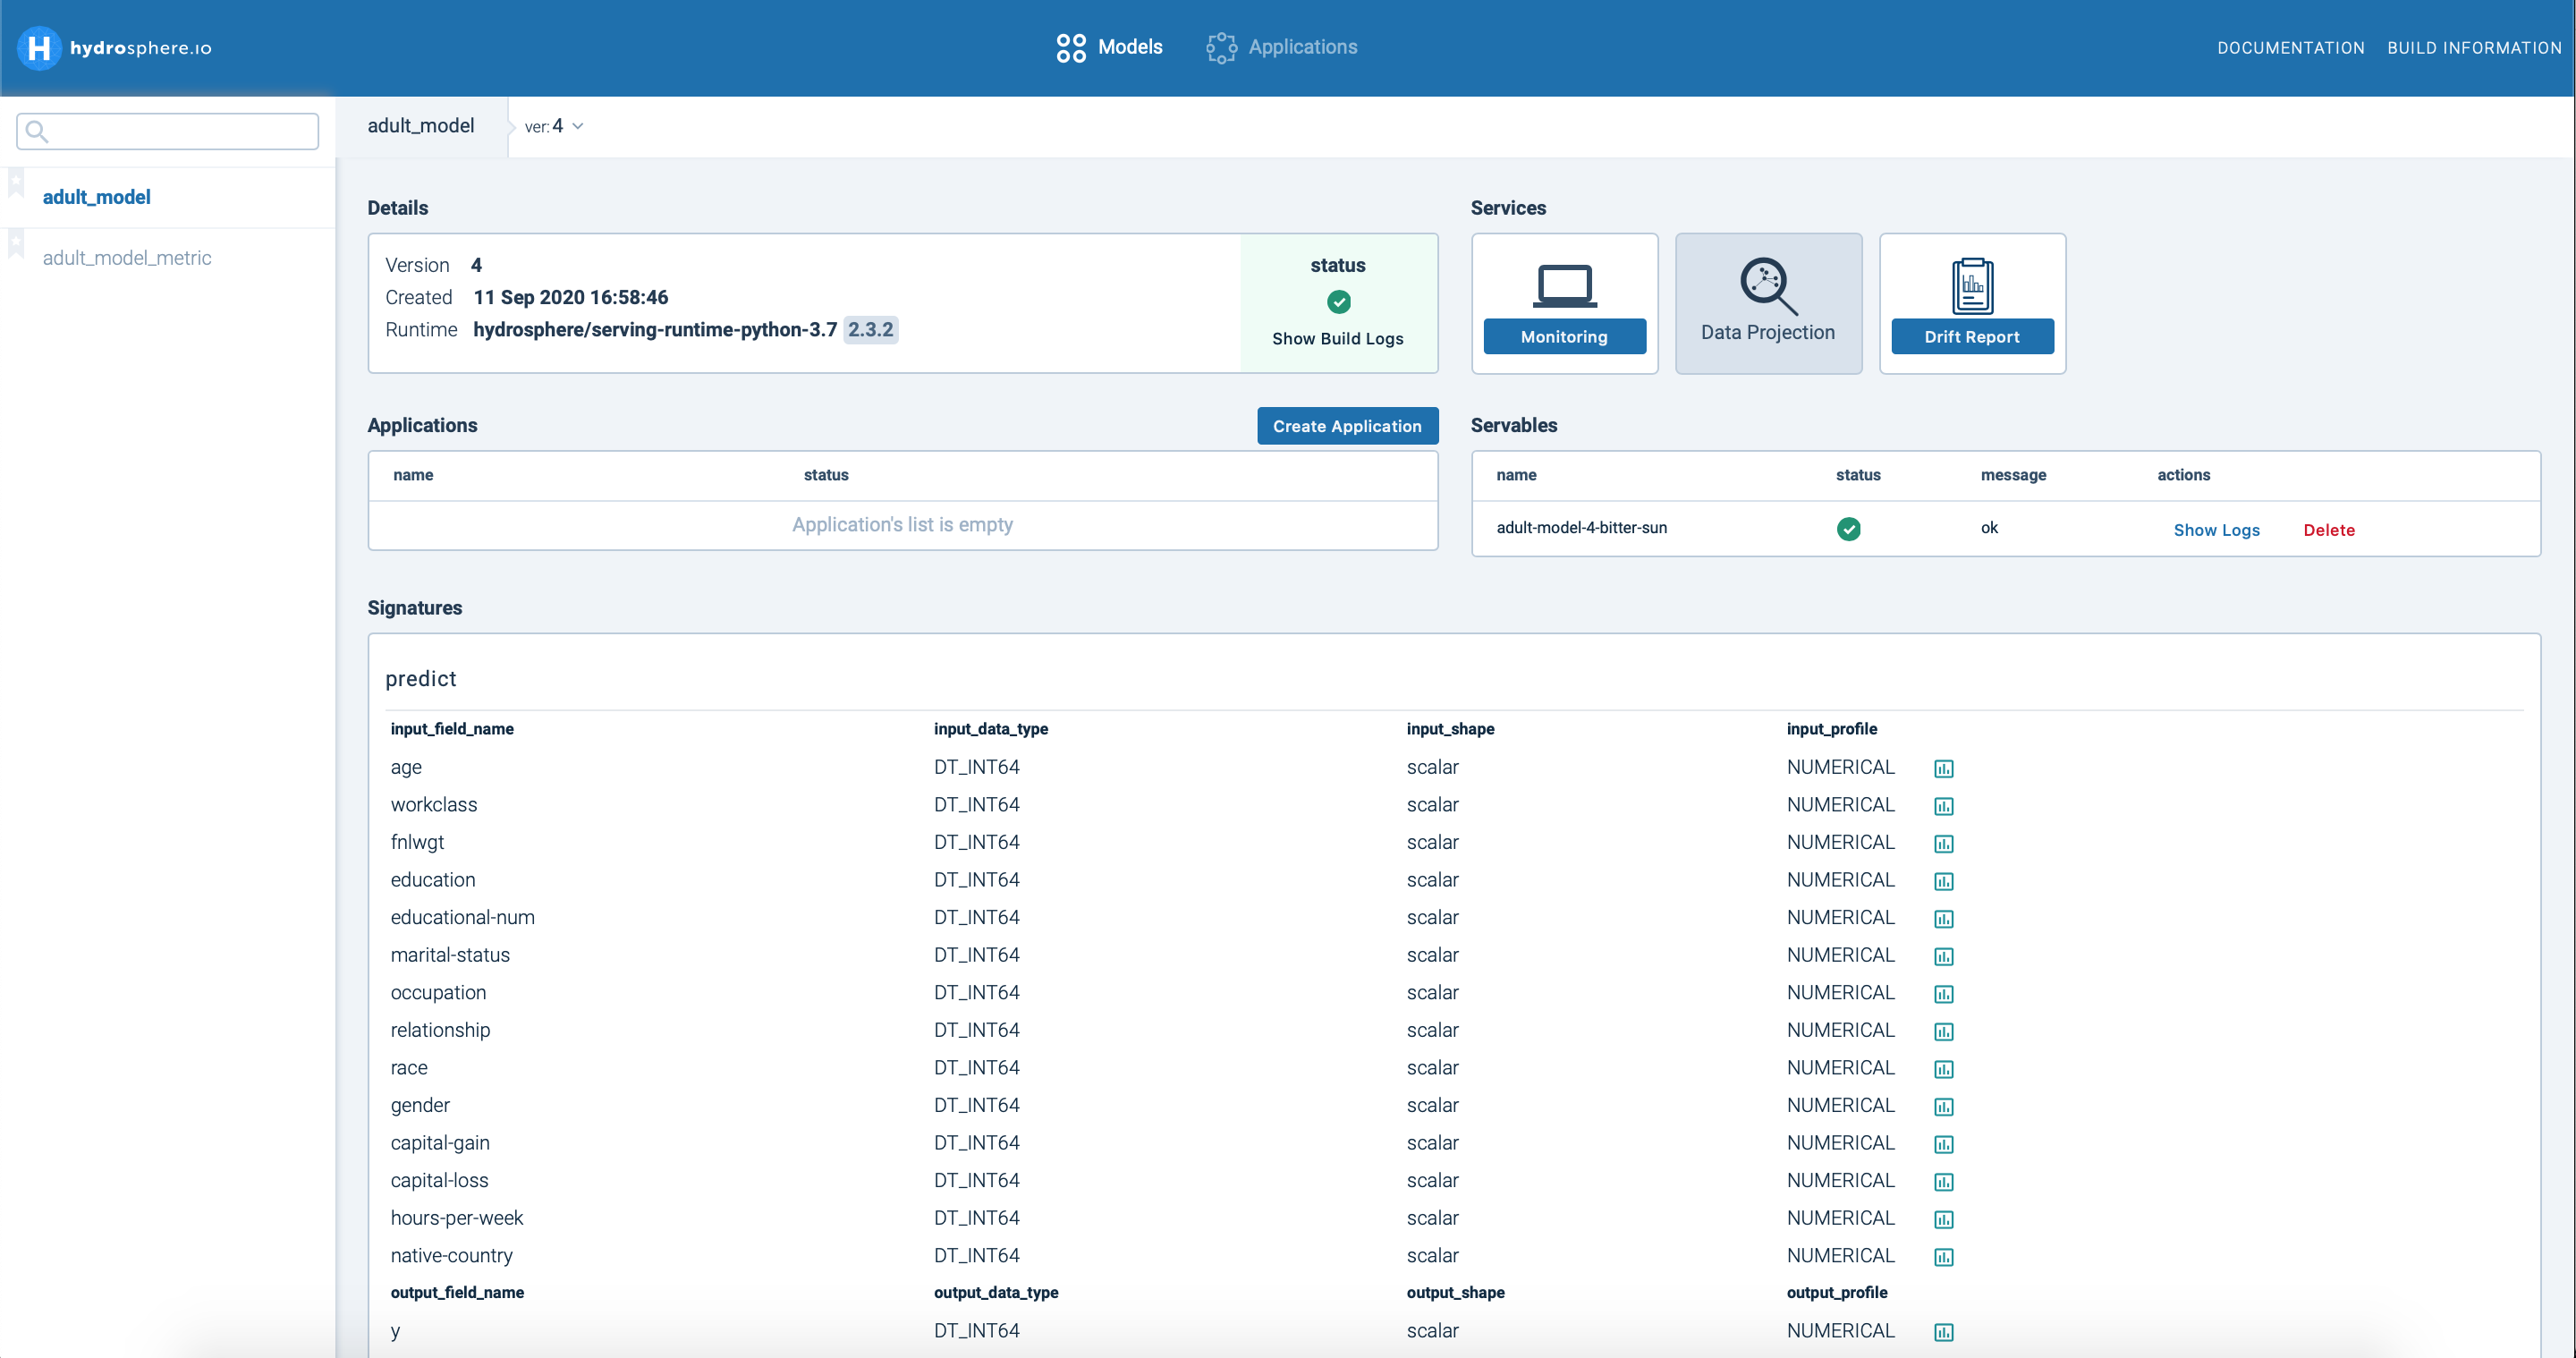 H hydrosphere.io
Models
Applications
DOCUMENTATION
BUILD INFORMATION
adult_model
adult_model_metric
adult_model
ver: 4
Details
Version 4
Created 11 Sep 2020 16:58:46
Runtime hydrosphere/serving-runtime-python-3.7 2.3.2
status
Show Build Logs
Services
Monitoring
Data Projection
Drift Report
Applications
Create Application
name status
Application's list is empty
Servables
name status message actions
adult-model-4-bitter-sun ok Show Logs Delete
Signatures
predict
input_field_name input_data_type input_shape input_profile
age DT_INT64 scalar NUMERICAL
workclass DT_INT64 scalar NUMERICAL
fnlwgt DT_INT64 scalar NUMERICAL
education DT_INT64 scalar NUMERICAL
educational-num DT_INT64 scalar NUMERICAL
marital-status DT_INT64 scalar NUMERICAL
occupation DT_INT64 scalar NUMERICAL
relationship DT_INT64 scalar NUMERICAL
race DT_INT64 scalar NUMERICAL
gender DT_INT64 scalar NUMERICAL
capital-gain DT_INT64 scalar NUMERICAL
capital-loss DT_INT64 scalar NUMERICAL
hours-per-week DT_INT64 scalar NUMERICAL
native-country DT_INT64 scalar NUMERICAL
output_field_name output_data_type output_shape output_profile
y DT_INT64 scalar NUMERICAL